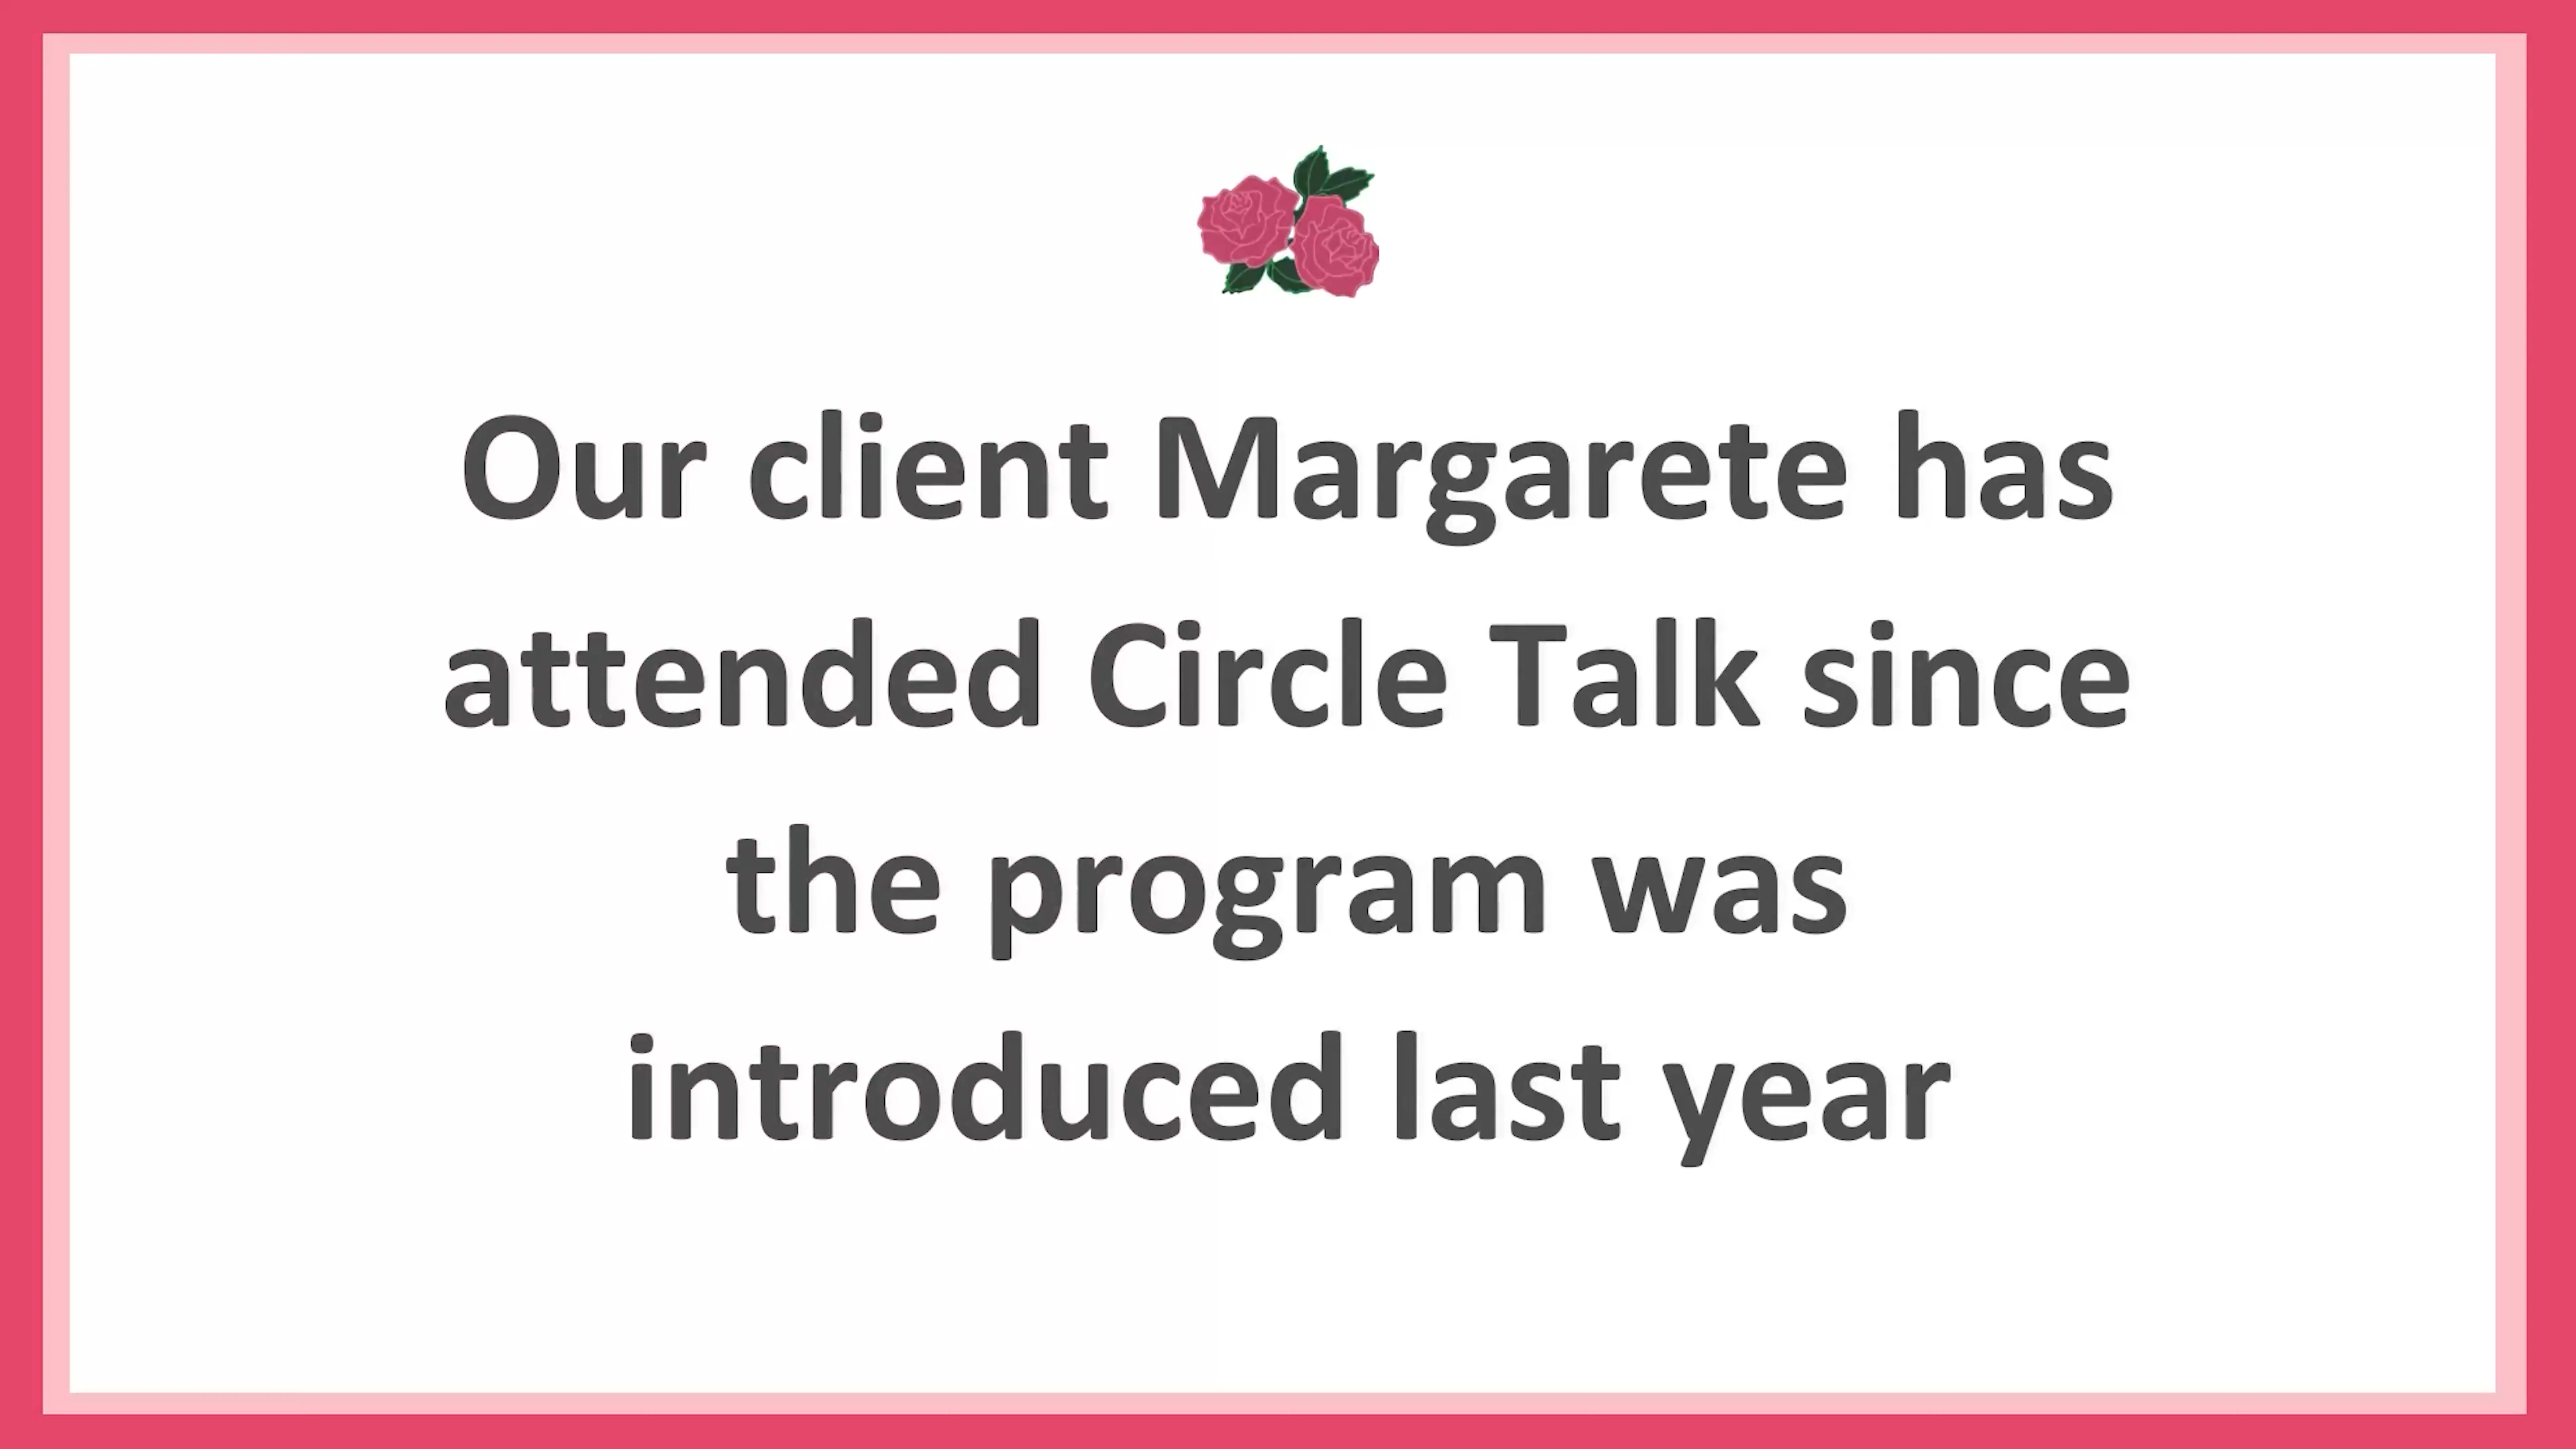 Our client Margarete has
attended Circle Talk since
the program was
introduced last year